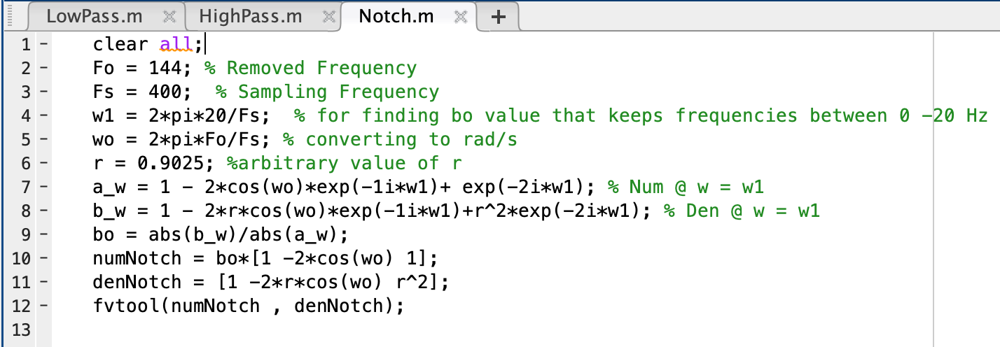 LowPass.m HighPass.m Notch.m +
1 - clear all;
2 - Fo = 144; % Removed Frequency
3 - Fs = 400;  % Sampling Frequency
4 - w1 = 2*pi*20/Fs;  % for finding bo value that keeps frequencies between 0 -20 Hz
5 - wo = 2*pi*Fo/Fs; % converting to rad/s
6 - r = 0.9025; %arbitrary value of r
7 - a_w = 1 - 2*cos(wo)*exp(-1i*w1)+ exp(-2i*w1); % Num @ w = w1
8 - b_w = 1 - 2*r*cos(wo)*exp(-1i*w1)+r^2*exp(-2i*w1); % Den @ w = w1
9 - bo = abs(b_w)/abs(a_w);
10 - numNotch = bo*[1 -2*cos(wo) 1];
11 - denNotch = [1 -2*r*cos(wo) r^2];
12 - fvtool(numNotch , denNotch);
13